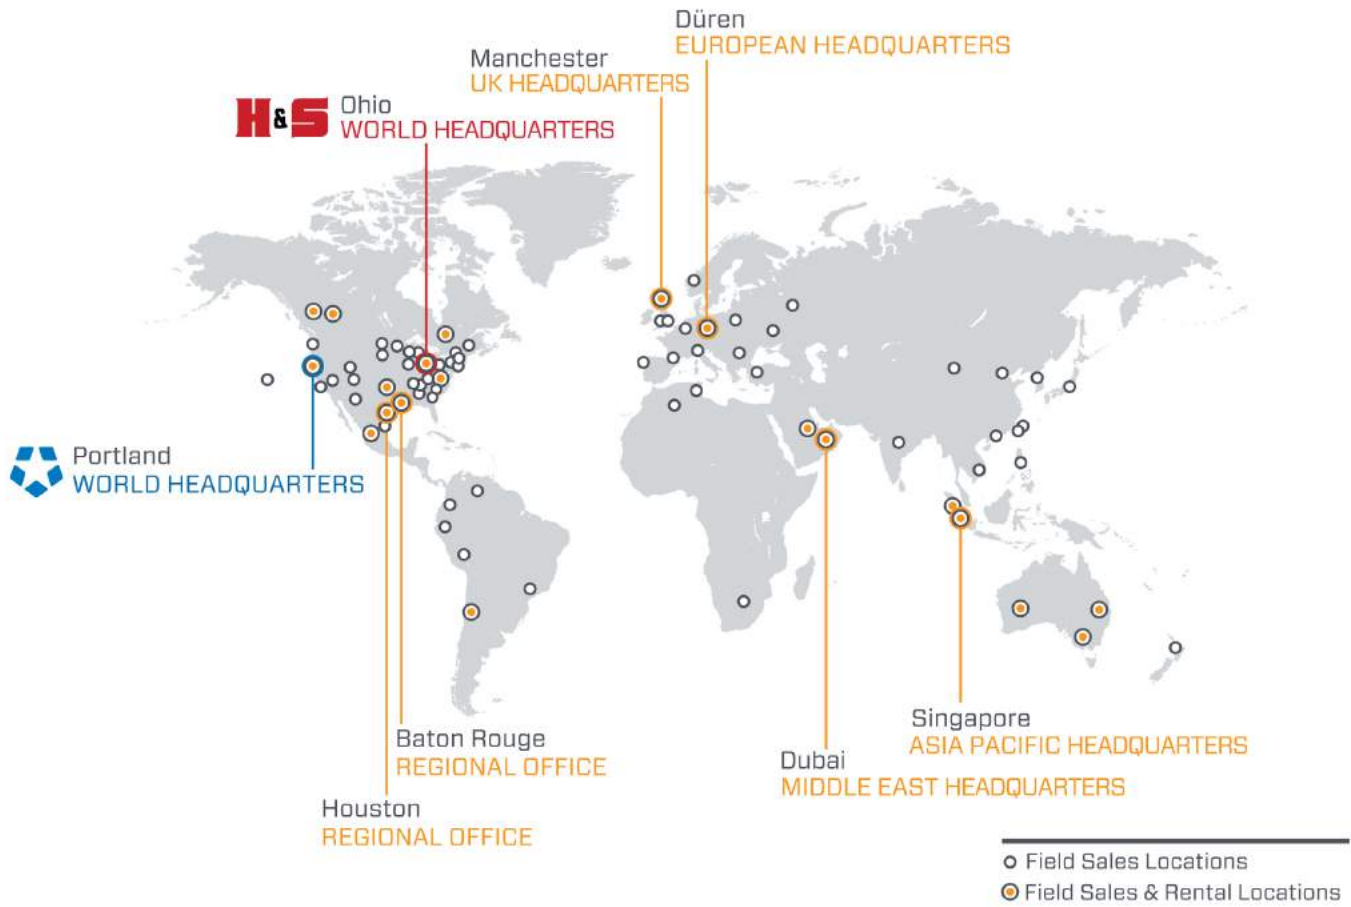 Düren
EUROPEAN HEADQUARTERS
Manchester
UK HEADQUARTERS
H&S
Ohio
WORLD HEADQUARTERS
Portland
WORLD HEADQUARTERS
Baton Rouge
REGIONAL OFFICE
Houston
REGIONAL OFFICE
Singapore
ASIA PACIFIC HEADQUARTERS
Dubai
MIDDLE EAST HEADQUARTERS
Field Sales Locations
Field Sales & Rental Locations